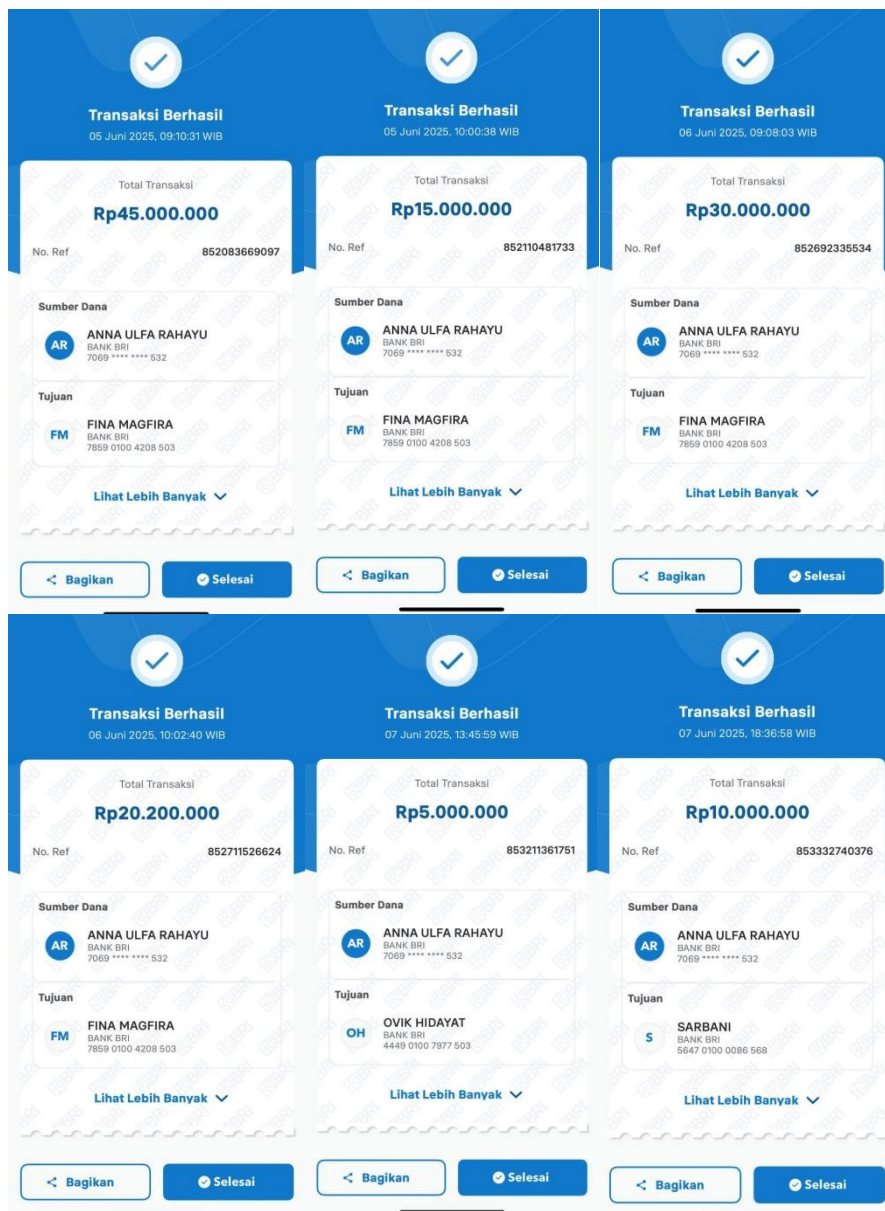 Transaksi Berhasil
05 Juni 2025, 09:10:31 WIB
Total Transaksi
Rp45.000.000
No. Ref 852083669097
Sumber Dana
AR
ANNA ULFA RAHAYU
BANK BRI
7069 **** **** 532
Tujuan
FM
FINA MAGFIRA
BANK BRI
7859 0100 4208 503
Lihat Lebih Banyak
Bagikan
Selesai
Transaksi Berhasil
05 Juni 2025, 10:00:38 WIB
Total Transaksi
Rp15.000.000
No. Ref 852110481733
Sumber Dana
AR
ANNA ULFA RAHAYU
BANK BRI
7069 **** **** 532
Tujuan
FM
FINA MAGFIRA
BANK BRI
7859 0100 4208 503
Lihat Lebih Banyak
Bagikan
Selesai
Transaksi Berhasil
06 Juni 2025, 09:08:03 WIB
Total Transaksi
Rp30.000.000
No. Ref 852692335534
Sumber Dana
AR
ANNA ULFA RAHAYU
BANK BRI
7069 **** **** 532
Tujuan
FM
FINA MAGFIRA
BANK BRI
7859 0100 4208 503
Lihat Lebih Banyak
Bagikan
Selesai
Transaksi Berhasil
06 Juni 2025, 10:02:40 WIB
Total Transaksi
Rp20.200.000
No. Ref 852711526624
Sumber Dana
AR
ANNA ULFA RAHAYU
BANK BRI
7069 **** **** 532
Tujuan
FM
FINA MAGFIRA
BANK BRI
7859 0100 4208 503
Lihat Lebih Banyak
Bagikan
Selesai
Transaksi Berhasil
07 Juni 2025, 13:45:59 WIB
Total Transaksi
Rp5.000.000
No. Ref 853211361751
Sumber Dana
AR
ANNA ULFA RAHAYU
BANK BRI
7069 **** **** 532
Tujuan
OH
OVIK HIDAYAT
BANK BRI
4449 0100 7977 503
Lihat Lebih Banyak
Bagikan
Selesai
Transaksi Berhasil
07 Juni 2025, 18:36:58 WIB
Total Transaksi
Rp10.000.000
No. Ref 853332740376
Sumber Dana
AR
ANNA ULFA RAHAYU
BANK BRI
7069 **** **** 532
Tujuan
S
SARBANI
BANK BRI
5647 0100 0086 568
Lihat Lebih Banyak
Bagikan
Selesai